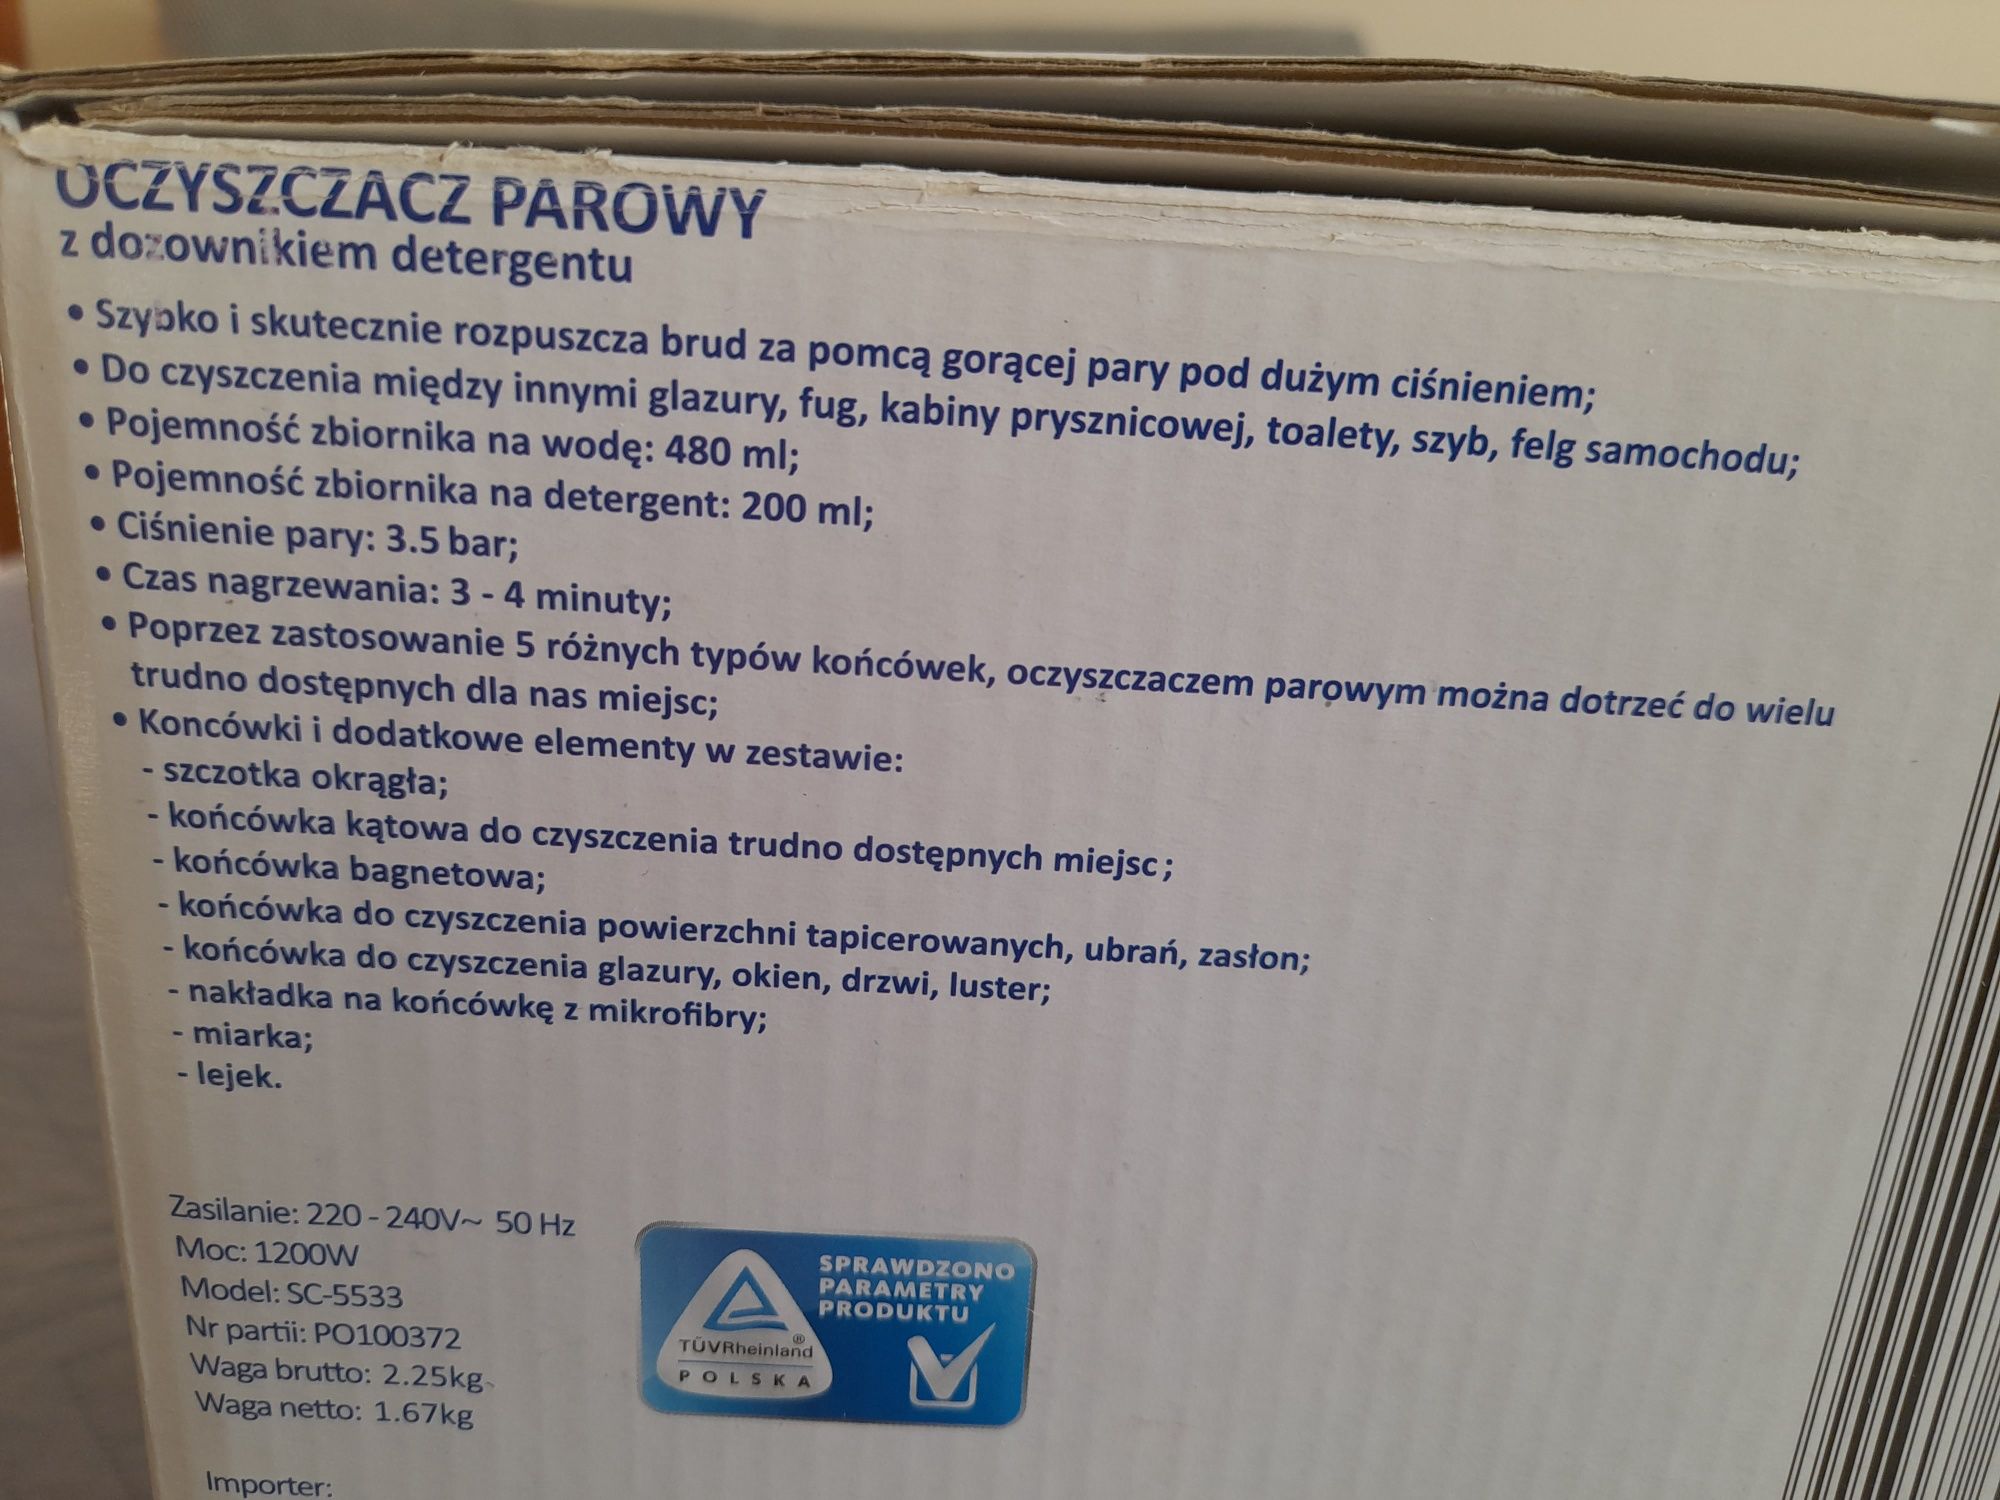 OCZYSZCZACZ PAROWY
z dozownikiem detergentu
• Szybko i skutecznie rozpuszcza brud za pomcą gorącej pary pod dużym ciśnieniem;
• Do czyszczenia między innymi glazury, fug, kabiny prysznicowej, toalety, szyb, felg samochodu;
• Pojemność zbiornika na wodę: 480 ml;
• Pojemność zbiornika na detergent: 200 ml;
• Ciśnienie pary: 3.5 bar;
• Czas nagrzewania: 3 - 4 minuty;
• Poprzez zastosowanie 5 różnych typów końcówek, oczyszczaczem parowym można dotrzeć do wielu
trudno dostępnych dla nas miejsc;
• Koncówki i dodatkowe elementy w zestawie:
- szczotka okrągła;
- końcówka kątowa do czyszczenia trudno dostępnych miejsc;
- końcówka bagnetowa;
- końcówka do czyszczenia powierzchni tapicerowanych, ubrań, zasłon;
- końcówka do czyszczenia glazury, okien, drzwi, luster;
- nakładka na końcówkę z mikrofibry;
- miarka;
- lejek.
Zasilanie: 220 - 240V~ 50 Hz
Moc: 1200W
Model: SC-5533
Nr partii: PO100372
Waga brutto: 2.25kg
Waga netto: 1.67kg
SPRAWDZONO
PARAMETRY
PRODUKTU
TÜVRheinland®
POLSKA
Importer: